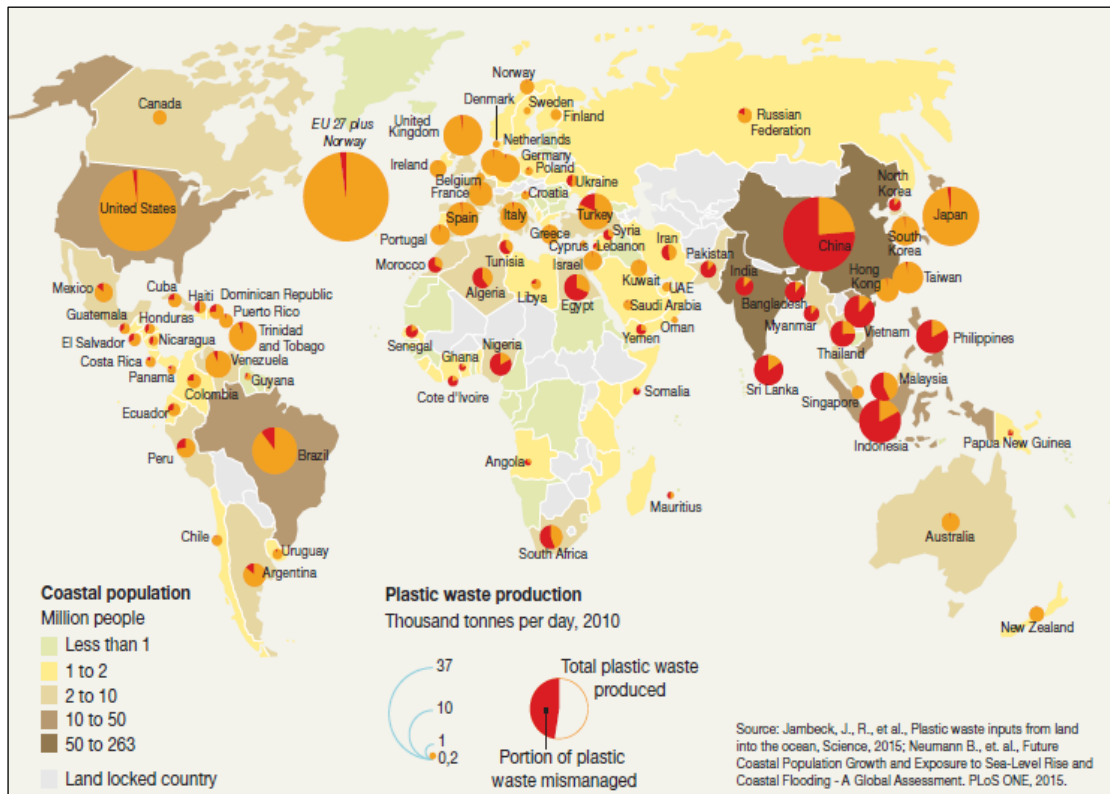 Canada
EU 27 plus
Norway
United States
Mexico
Cuba
Haiti
Dominican Republic
Puerto Rico
Guatemala
Honduras
Trinidad
and Tobago
El Salvador
Nicaragua
Costa Rica
Venezuela
Panama
Guyana
Colombia
Ecuador
Peru
Brazil
Chile
Uruguay
Argentina
Norway
Denmark
Sweden
Finland
United
Kingdom
Netherlands
Ireland
Germany
Poland
Belgium
France
Ukraine
Croatia
Spain
Italy
Turkey
Portugal
Greece
Syria
Cyprus
Lebanon
Morocco
Tunisia
Israel
Algeria
Libya
Egypt
Iran
Kuwait
UAE
Saudi Arabia
Oman
Yemen
Senegal
Ghana
Nigeria
Cote d'Ivoire
Somalia
Angola
Mauritius
South Africa
Russian
Federation
North
Korea
Japan
China
South
Korea
Pakistan
India
Hong
Kong
Taiwan
Bangladesh
Myanmar
Vietnam
Philippines
Thailand
Sri Lanka
Malaysia
Singapore
Indonesia
Papua New Guinea
Australia
New Zealand
Coastal population
Million people
Less than 1
1 to 2
2 to 10
10 to 50
50 to 263
Land locked country
Plastic waste production
Thousand tonnes per day, 2010
37
10
1
0,2
Total plastic waste
produced
Portion of plastic
waste mismanaged
Source: Jambeck, J., R., et al., Plastic waste inputs from land
into the ocean, Science, 2015; Neumann B., et. al., Future
Coastal Population Growth and Exposure to Sea-Level Rise and
Coastal Flooding - A Global Assessment. PLoS ONE, 2015.